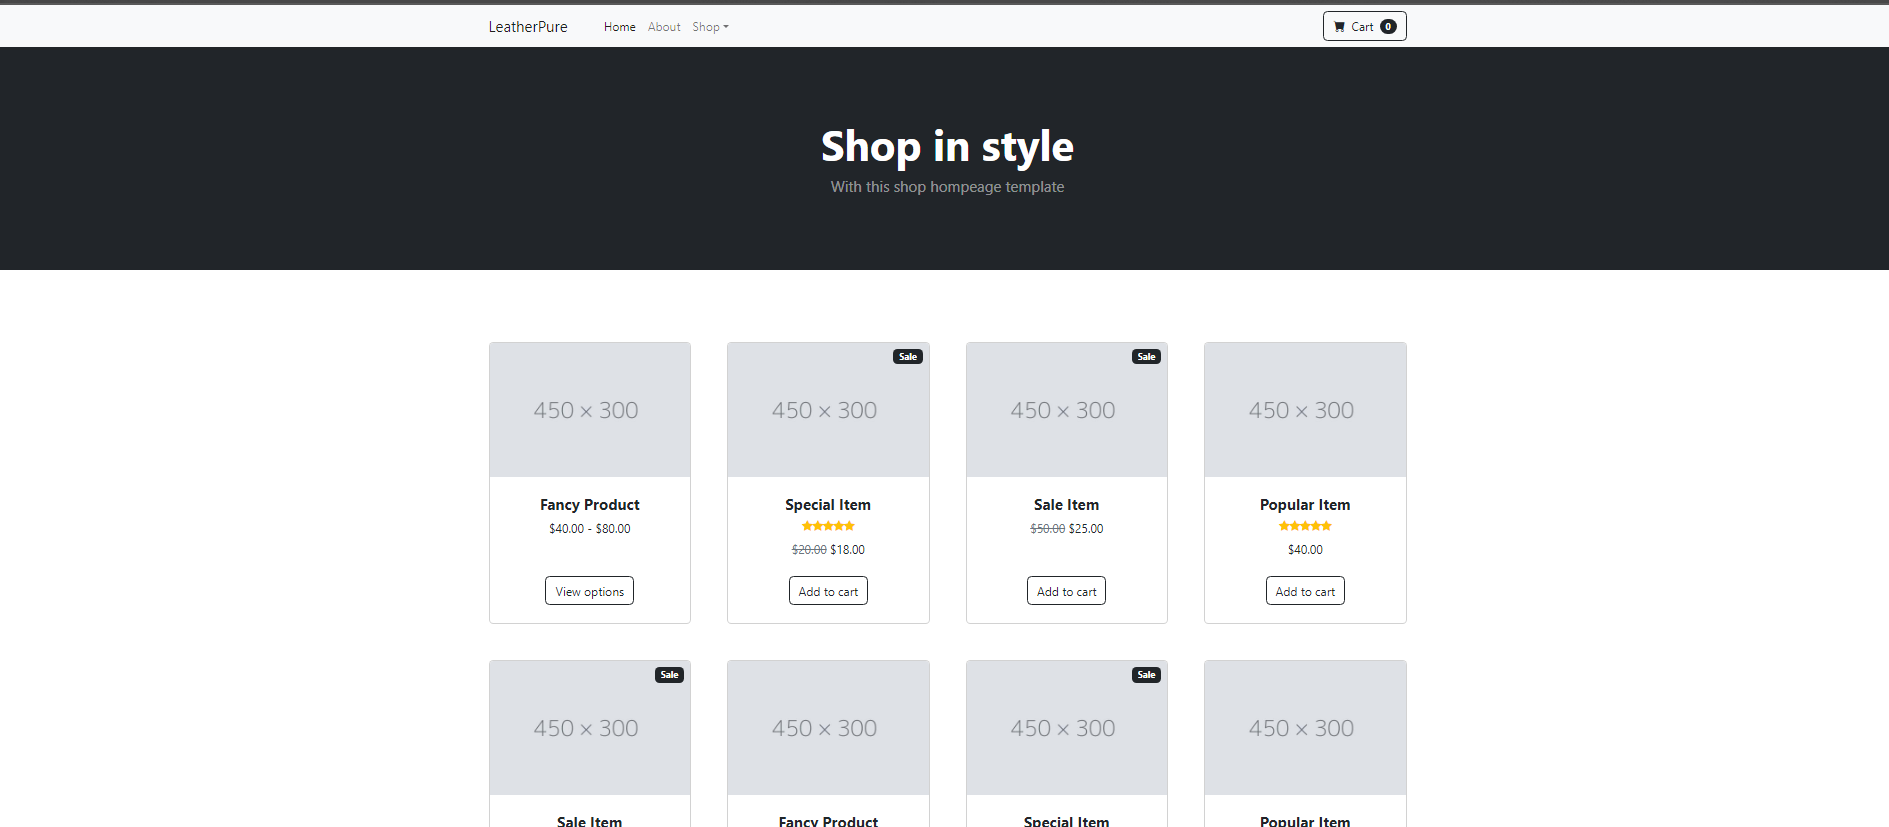 LeatherPure Home About Shop Cart 0
Shop in style
With this shop hompeage template
Sale Sale
450 × 300 450 × 300 450 × 300 450 × 300
Fancy Product Special Item Sale Item Popular Item
$40.00 - $80.00 $50.00 $25.00
$20.00 $18.00 $40.00
View options Add to cart Add to cart Add to cart
Sale Sale
450 × 300 450 × 300 450 × 300 450 × 300
Sale Item Fancy Product Special Item Popular Item